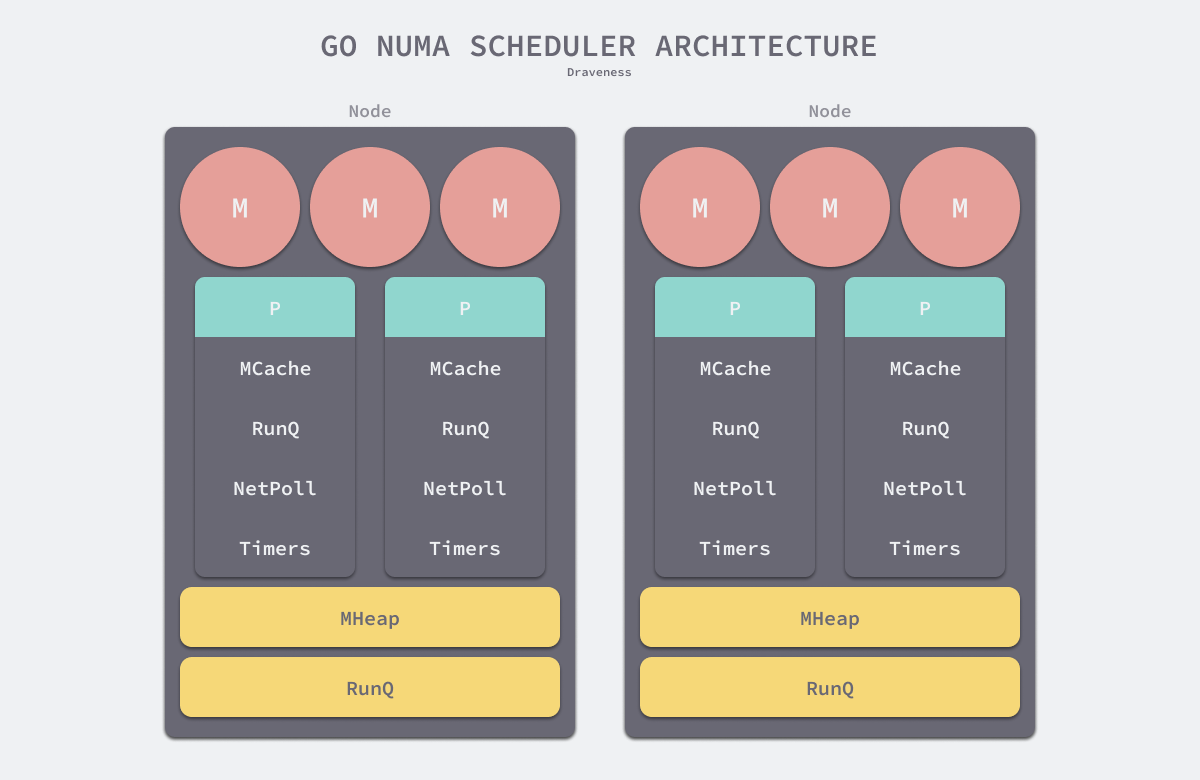 GO NUMA SCHEDULER ARCHITECTURE
Draveness
Node
M M M
P P
MCache MCache
RunQ RunQ
NetPoll NetPoll
Timers Timers
MHeap
RunQ
Node
M M M
P P
MCache MCache
RunQ RunQ
NetPoll NetPoll
Timers Timers
MHeap
RunQ